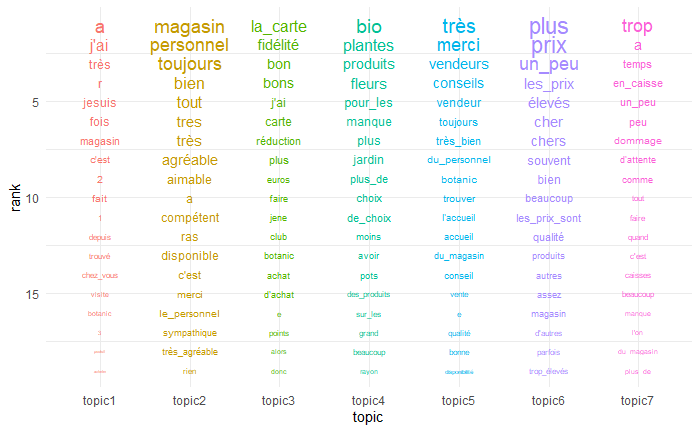 a magasin la_carte bio très plus trop
j'ai personnel fidélité plantes merci prix a
très toujours bon produits vendeurs un_peu temps
r bien bons fleurs conseils les_prix en_caisse
5 jesuis tout j'ai pour_les vendeur élevés un_peu
fois tres carte manque toujours cher peu
magasin très réduction plus très_bien chers dommage
c'est agréable plus jardin du_personnel souvent d'attente
2 aimable euros plus_de botanic bien comme
10 fait a faire choix trouver beaucoup tout
1 compétent jene de_choix l'accueil les_prix_sont faire
depuis ras club moins accueil qualité quand
trouvé disponible botanic avoir du_magasin produits c'est
chez_vous c'est achat pots conseil autres caisses
15 visite merci d'achat des_produits vente assez beaucoup
botanic le_personnel e sur_les e magasin manque
3 sympathique points grand qualité d'autres l'on
très_agréable alors beaucoup bonne parfois du_magasin
rien donc rayon disponibilité trop_élevés plus_de
topic1 topic2 topic3 topic4 topic5 topic6 topic7
topic
rank